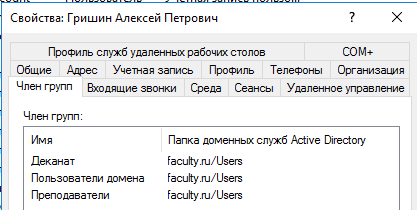 Свойства: Гришин Алексей Петрович
Профиль служб удаленных рабочих столов COM+
Общие Адрес Учетная запись Профиль Телефоны Организация
Член групп Входящие звонки Среда Сеансы Удаленное управление
Член групп:
Имя Папка доменных служб Active Directory
Деканат faculty.ru/Users
Пользователи домена faculty.ru/Users
Преподаватели faculty.ru/Users